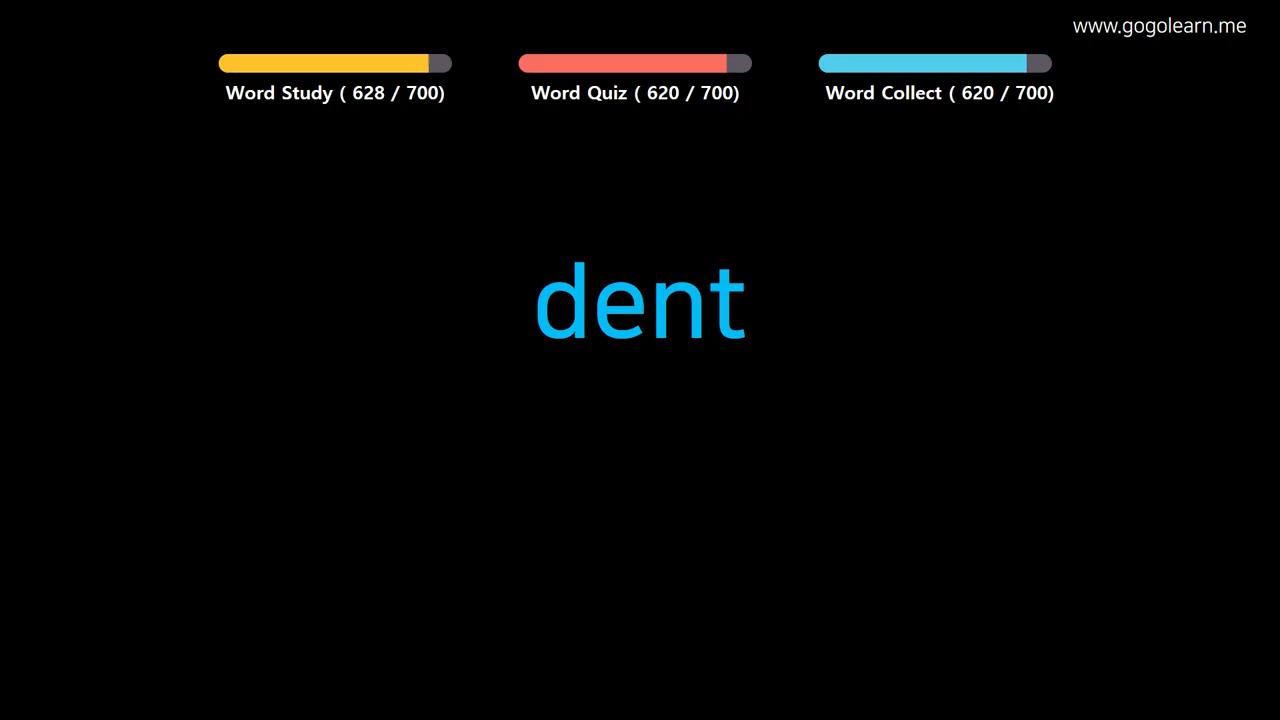 www.gogolearn.me
Word Study ( 628 / 700)
Word Quiz ( 620 / 700)
Word Collect ( 620 / 700)
dent